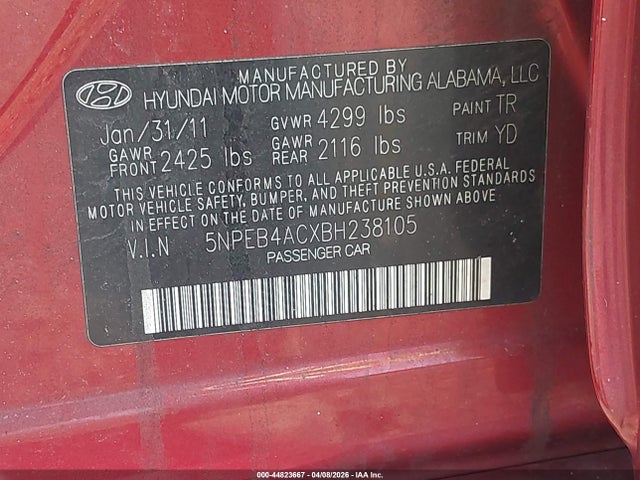 MANUFACTURED BY
HYUNDAI MOTOR MANUFACTURING ALABAMA, LLC
Jan/31/11 GVWR 4299 lbs PAINT TR
GAWR FRONT 2425 lbs GAWR REAR 2116 lbs TRIM YD
THIS VEHICLE CONFORMS TO ALL APPLICABLE U.S.A. FEDERAL
MOTOR VEHICLE SAFETY, BUMPER, AND THEFT PREVENTION STANDARDS
IN EFFECT ON THE DATE OF MANUFACTURE SHOWN ABOVE
V.I.N 5NPEB4ACXBH238105
PASSENGER CAR
000-44823667 - 04/08/2026 - IAA Inc.